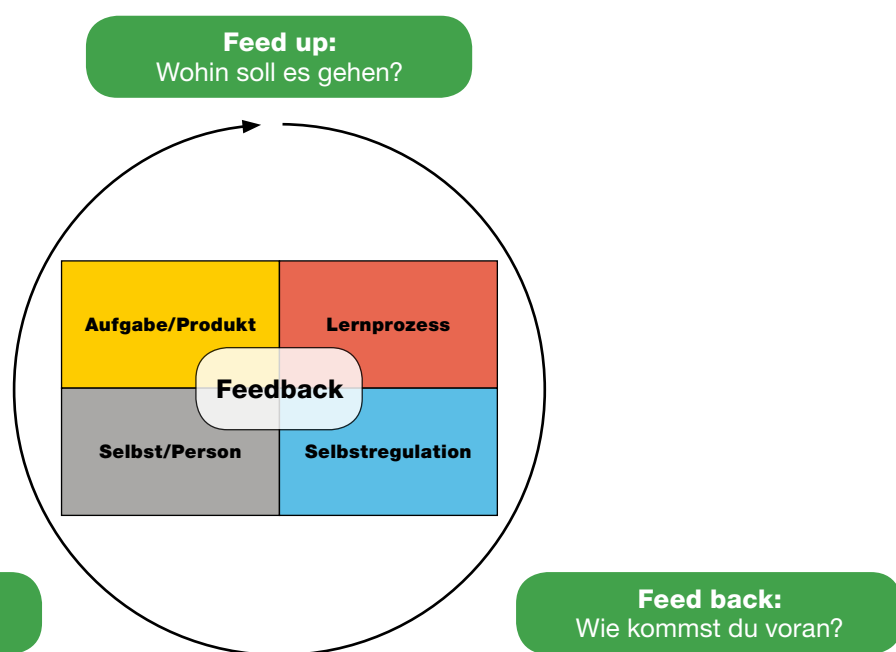 Feed up:
Wohin soll es gehen?
Aufgabe/Produkt
Lernprozess
Feedback
Selbst/Person
Selbstregulation
Feed back:
Wie kommst du voran?